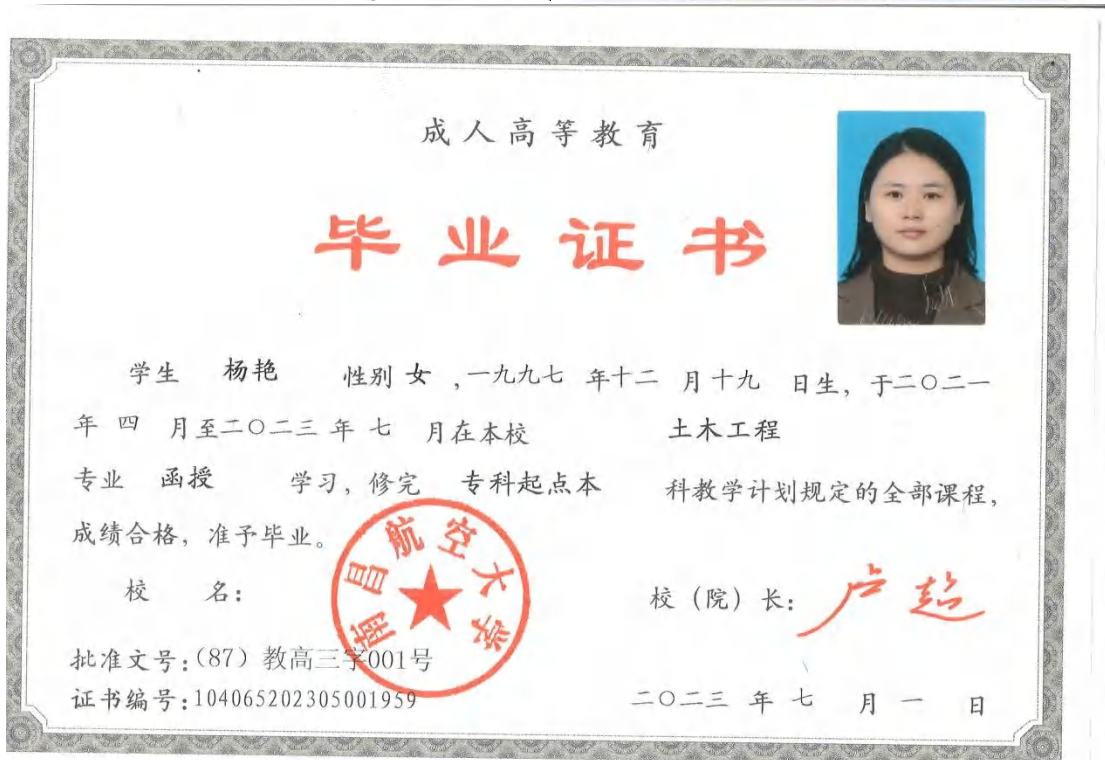 成人高等教育
毕业证书
学生 杨艳 性别 女 ,一九九七 年十二 月十九 日生, 于二〇二一
年 四 月至二〇二三 年 七 月在本校 土木工程
专业 函授 学习, 修完 专科起点本 科教学计划规定的全部课程,
成绩合格, 准予毕业。
南昌航空大学
校 名: 校 (院) 长: 卢超
批准文号:(87) 教高三字001号
证书编号:104065202305001959 二〇二三 年 七 月 一 日